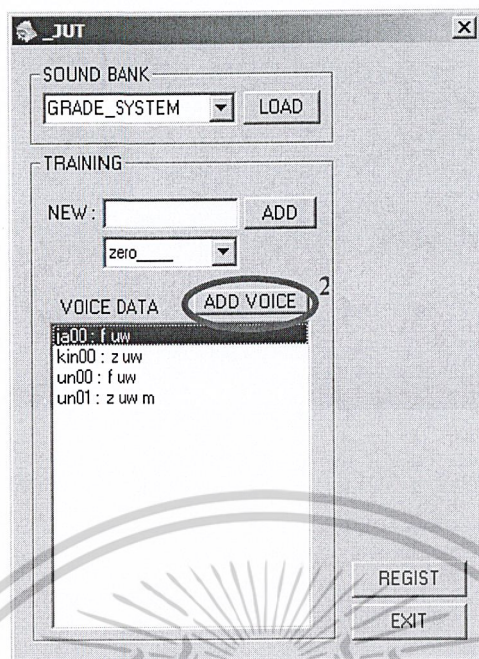 _JUT
SOUND BANK
GRADE_SYSTEM LOAD
TRAINING
NEW : ADD
zero____
VOICE DATA ADD VOICE 2
ja00 : f uw
kin00 : z uw
un00 : f uw
un01 : z uw m
REGIST
EXIT